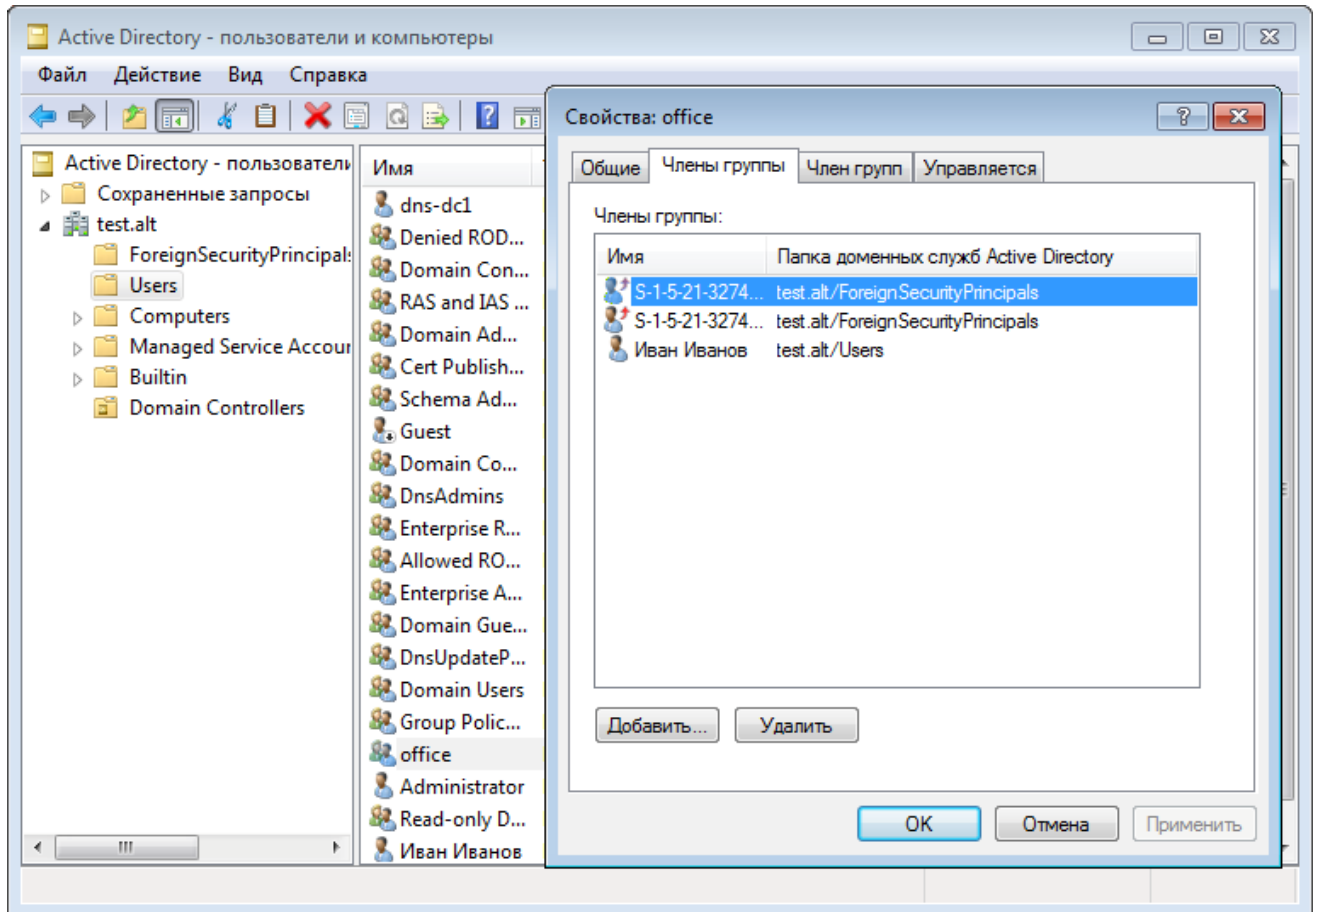 Active Directory - пользователи и компьютеры
Файл Действие Вид Справка
Active Directory - пользователи
Сохраненные запросы
test.alt
ForeignSecurityPrincipals
Users
Computers
Managed Service Accour
Builtin
Domain Controllers
Имя
dns-dc1
Denied ROD...
Domain Con...
RAS and IAS ...
Domain Ad...
Cert Publish...
Schema Ad...
Guest
Domain Co...
DnsAdmins
Enterprise R...
Allowed RO...
Enterprise A...
Domain Gue...
DnsUpdateP...
Domain Users
Group Polic...
office
Administrator
Read-only D...
Иван Иванов
Свойства: office
Общие Члены группы Член групп Управляется
Члены группы:
Имя Папка доменных служб Active Directory
S-1-5-21-3274... test.alt/ForeignSecurityPrincipals
S-1-5-21-3274... test.alt/ForeignSecurityPrincipals
Иван Иванов test.alt/Users
Добавить... Удалить
OK Отмена Применить